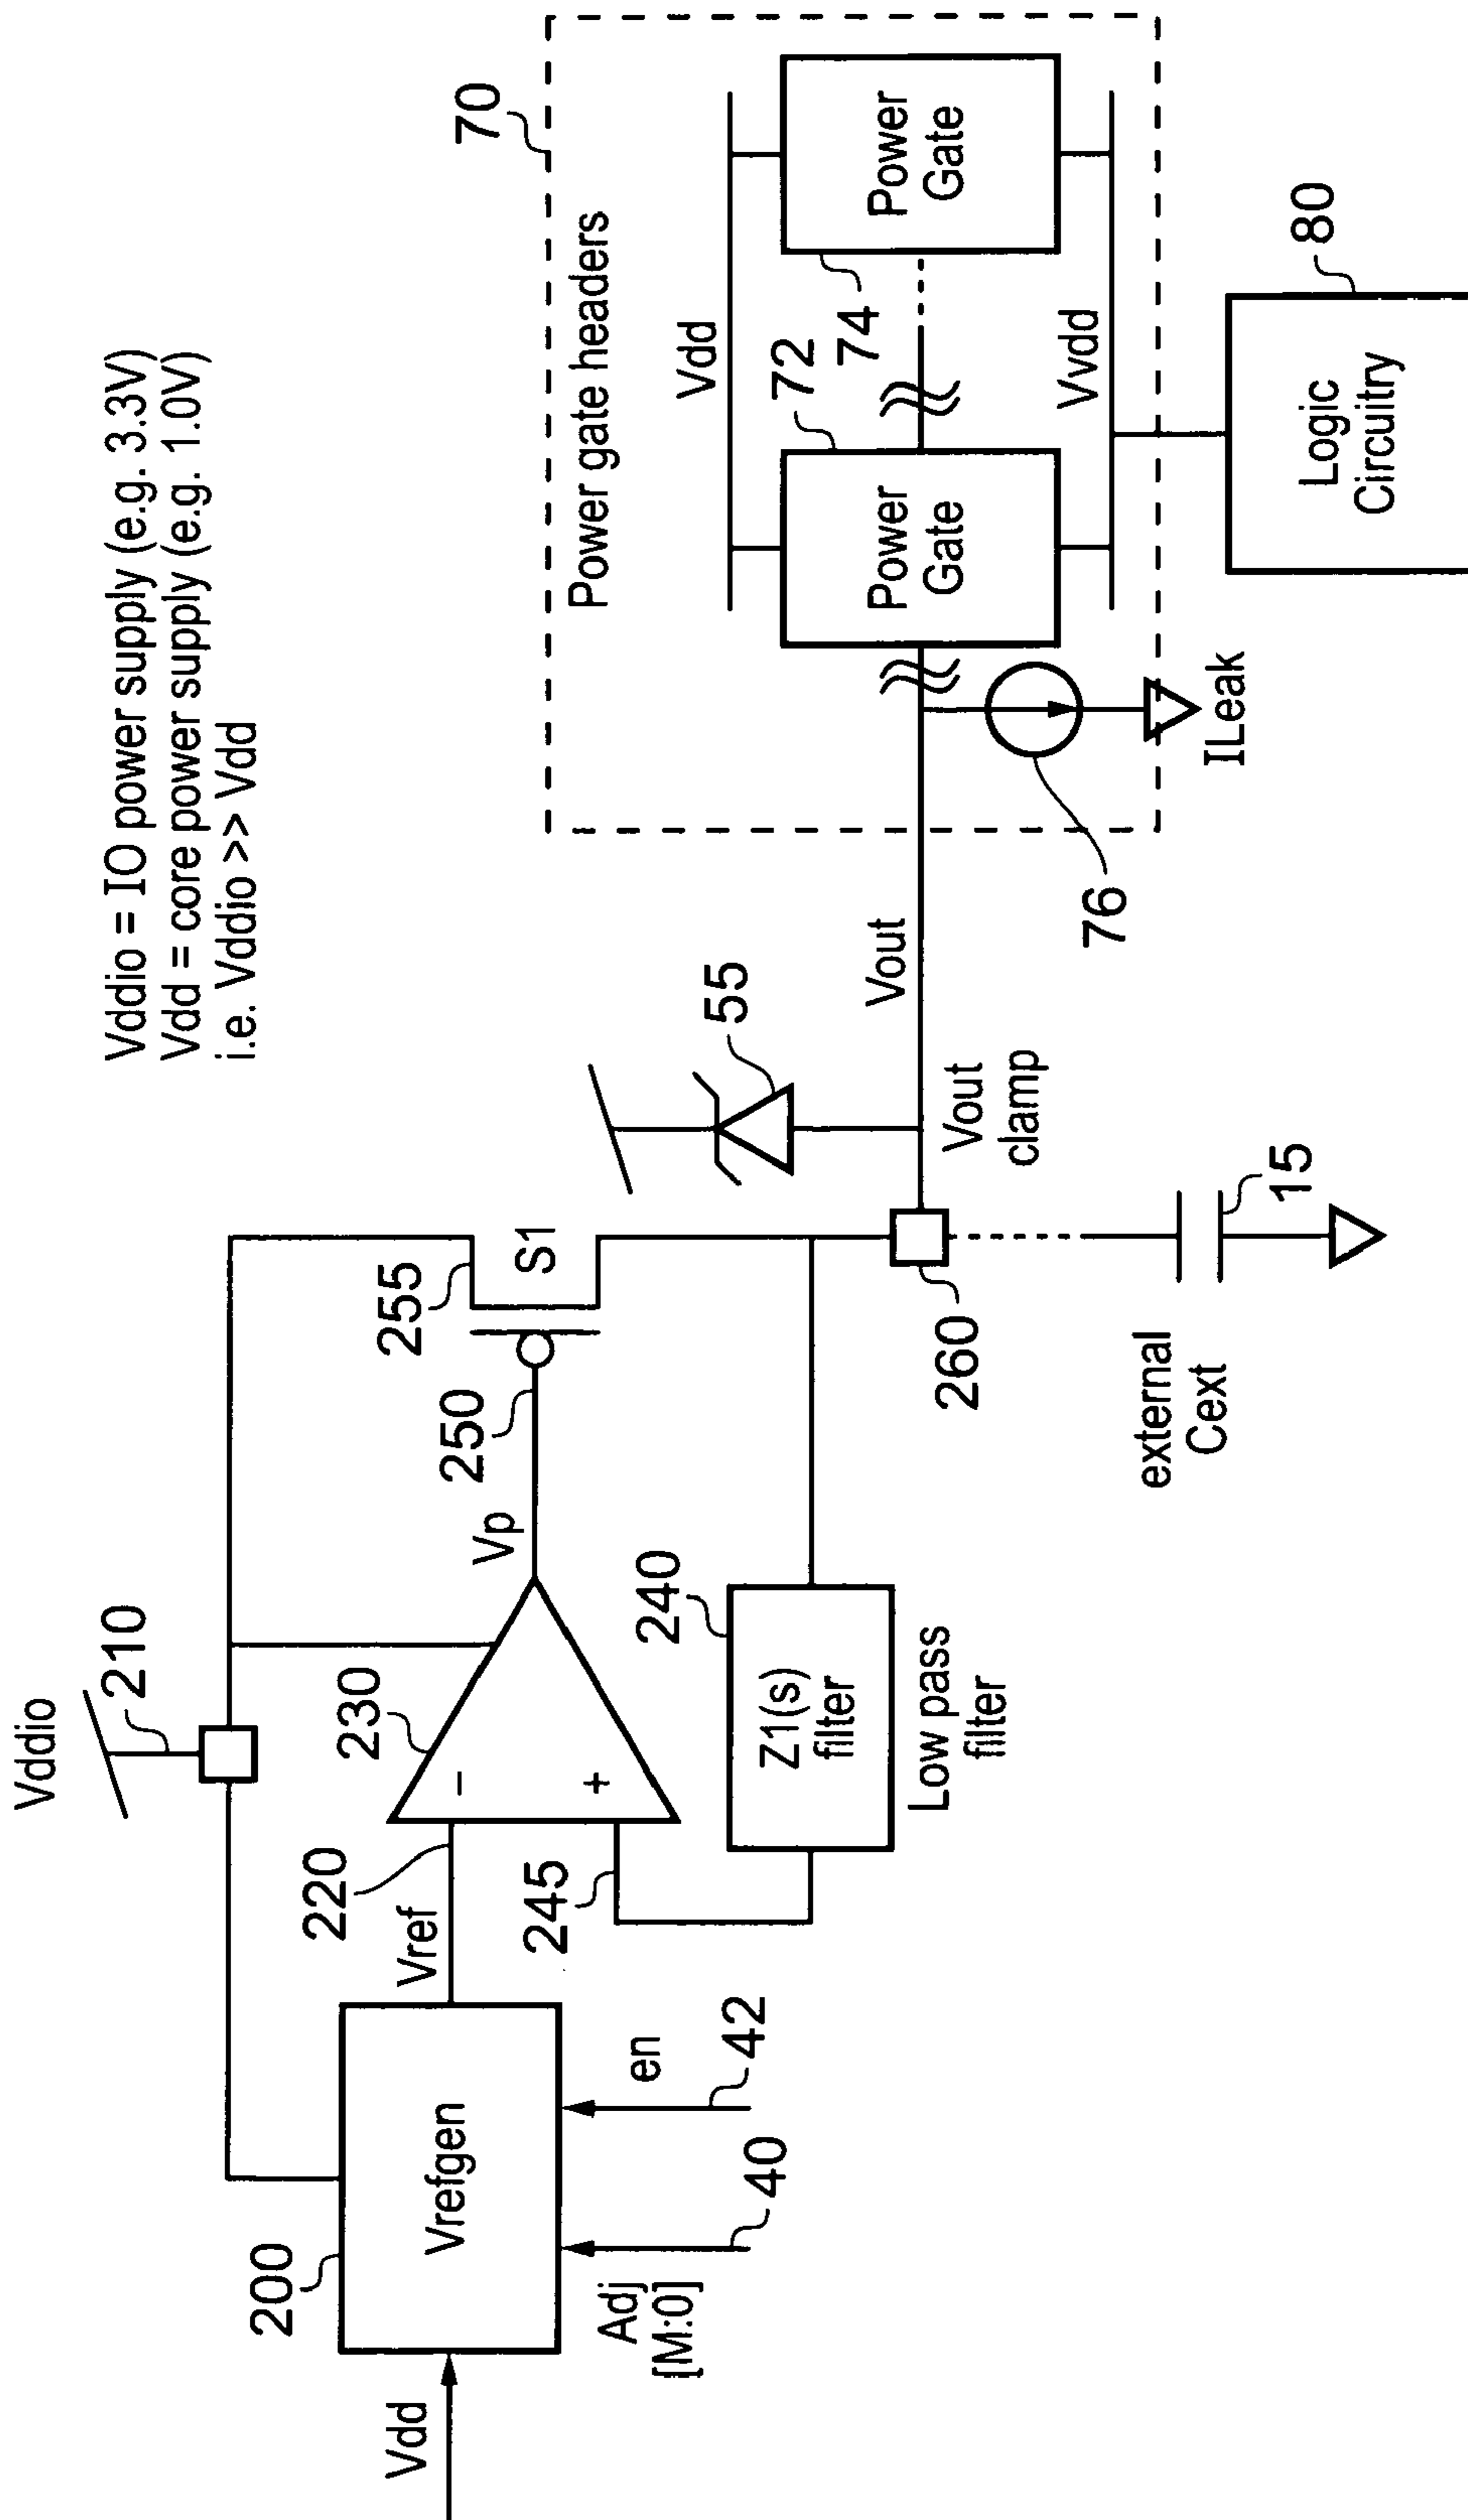 Vddio = IO power supply (e.g. 3.3V)
Vdd = core power supply (e.g. 1.0V)
i.e. Vddio >> Vdd
Vddio
210
Vdd
200
Vrefgen
Adj
[M:0]
40
en
42
Vref
220
230
−
+
245
Z1(s)
filter
240
Low pass
filter
Vp
250
255
S1
260
external
Cext
15
Vout
clamp
55
Vout
70
Power gate headers
Vdd
72
Power
Gate
74
Power
Gate
Vvdd
76
ILeak
80
Logic
Circuitry